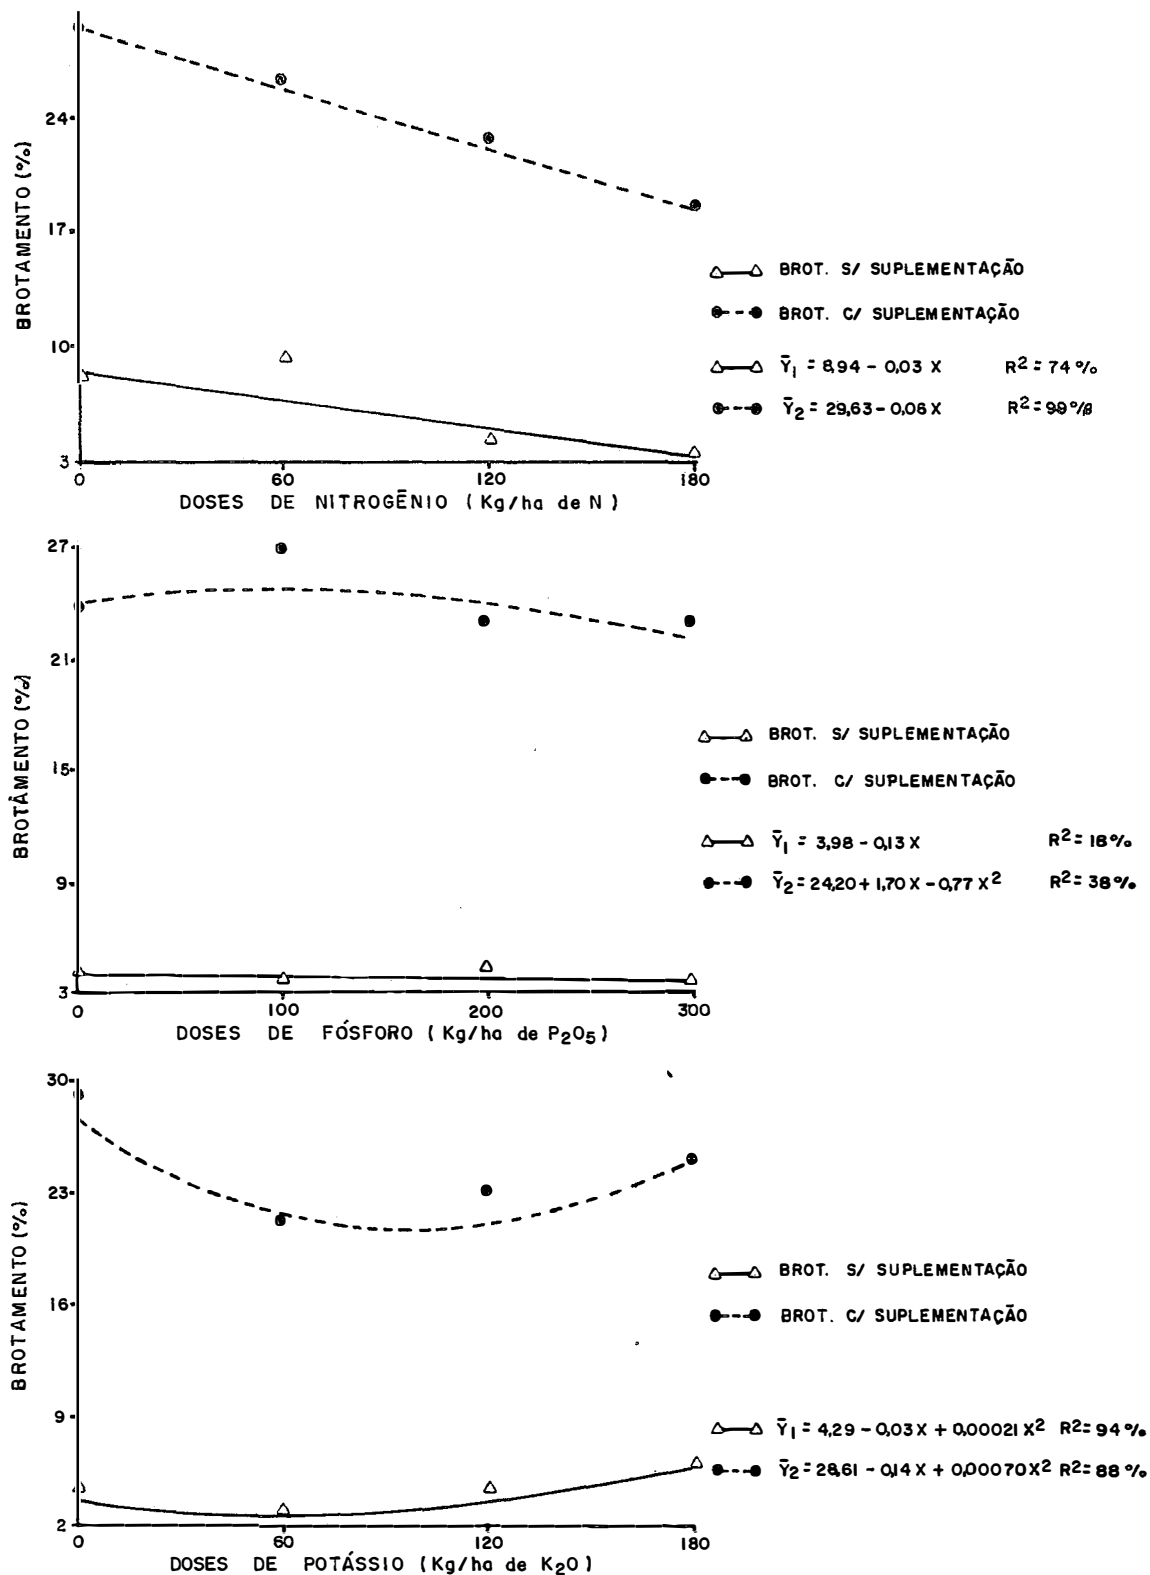 24
17
10
3
BROTAMENTO (%)
0 60 120 180
DOSES DE NITROGÊNIO (Kg/ha de N)
BROT. S/ SUPLEMENTAÇÃO
BROT. C/ SUPLEMENTAÇÃO
Ȳ1 = 8,94 - 0,03 X R2= 74 %
Ȳ2 = 29,63 - 0,06 X R2= 99 %
27
21
15
9
3
BROTÂMENTO (%)
0 100 200 300
DOSES DE FÓSFORO (Kg/ha de P2O5)
BROT. S/ SUPLEMENTAÇÃO
BROT. C/ SUPLEMENTAÇÃO
Ȳ1 = 3,98 - 0,13 X R2= 18 %
Ȳ2 = 24,20 + 1,70 X - 0,77 X2 R2= 38 %
30
23
16
9
2
BROTAMENTO (%)
0 60 120 180
DOSES DE POTÁSSIO (Kg/ha de K2O)
BROT. S/ SUPLEMENTAÇÃO
BROT. C/ SUPLEMENTAÇÃO
Ȳ1 = 4,29 - 0,03 X + 0,00021 X2 R2= 94 %
Ȳ2 = 28,61 - 0,14 X + 0,00070 X2 R2= 88 %